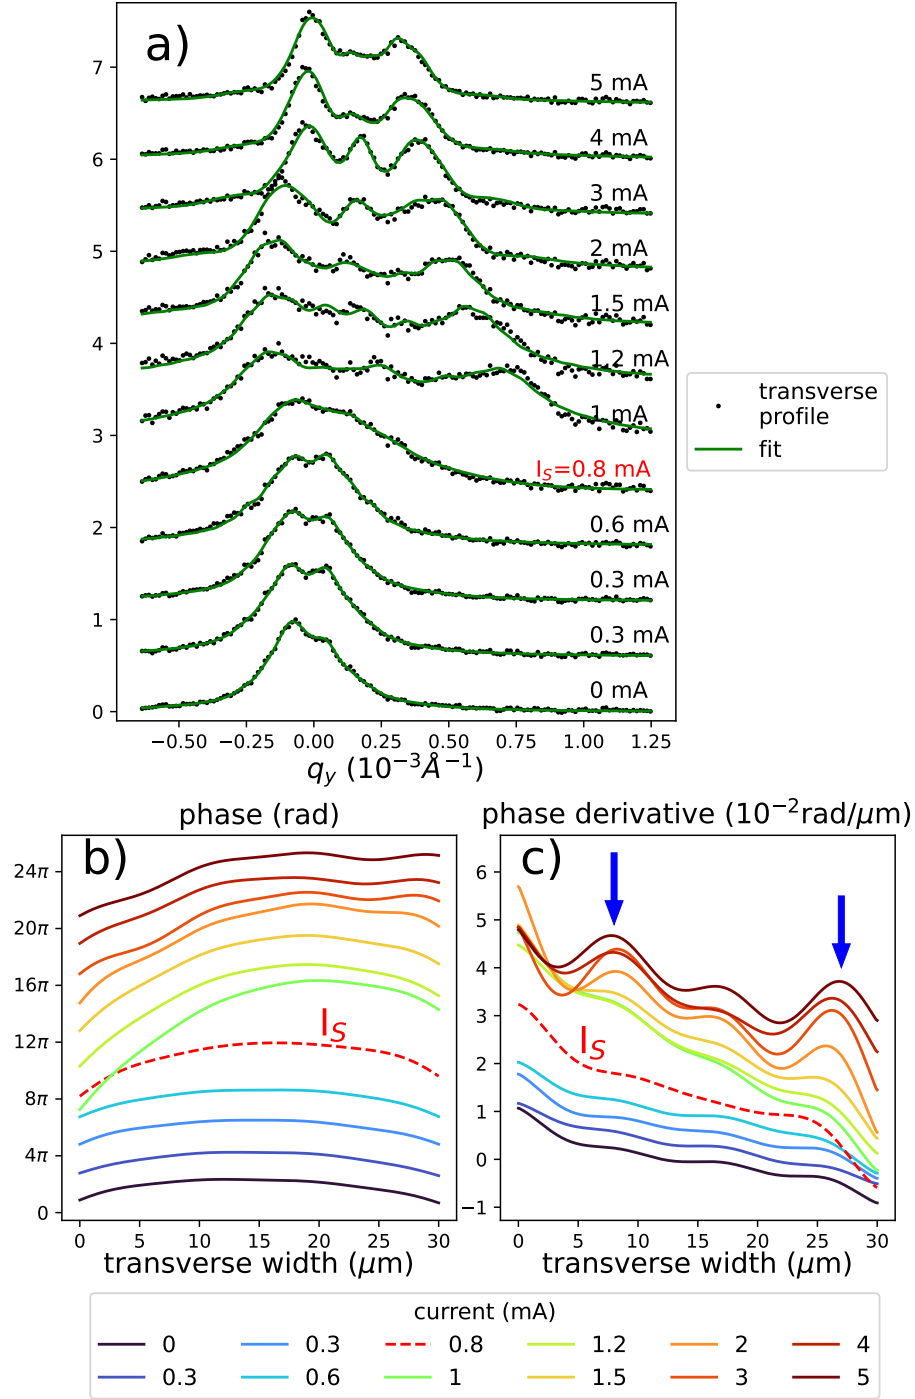 a)
7
6
5
4
3
2
1
0
5 mA
4 mA
3 mA
2 mA
1.5 mA
1.2 mA
1 mA
I_S=0.8 mA
0.6 mA
0.3 mA
0.3 mA
0 mA
transverse
profile
fit
−0.50 −0.25 0.00 0.25 0.50 0.75 1.00 1.25
q_y (10⁻³Å⁻¹)
phase (rad)
b)
24π
20π
16π
12π
8π
4π
0
I_S
0 5 10 15 20 25 30
transverse width (μm)
phase derivative (10⁻²rad/μm)
c)
6
5
4
3
2
1
0
−1
I_S
0 5 10 15 20 25 30
transverse width (μm)
current (mA)
0 0.3 0.8 1.2 2 4
0.3 0.6 1 1.5 3 5